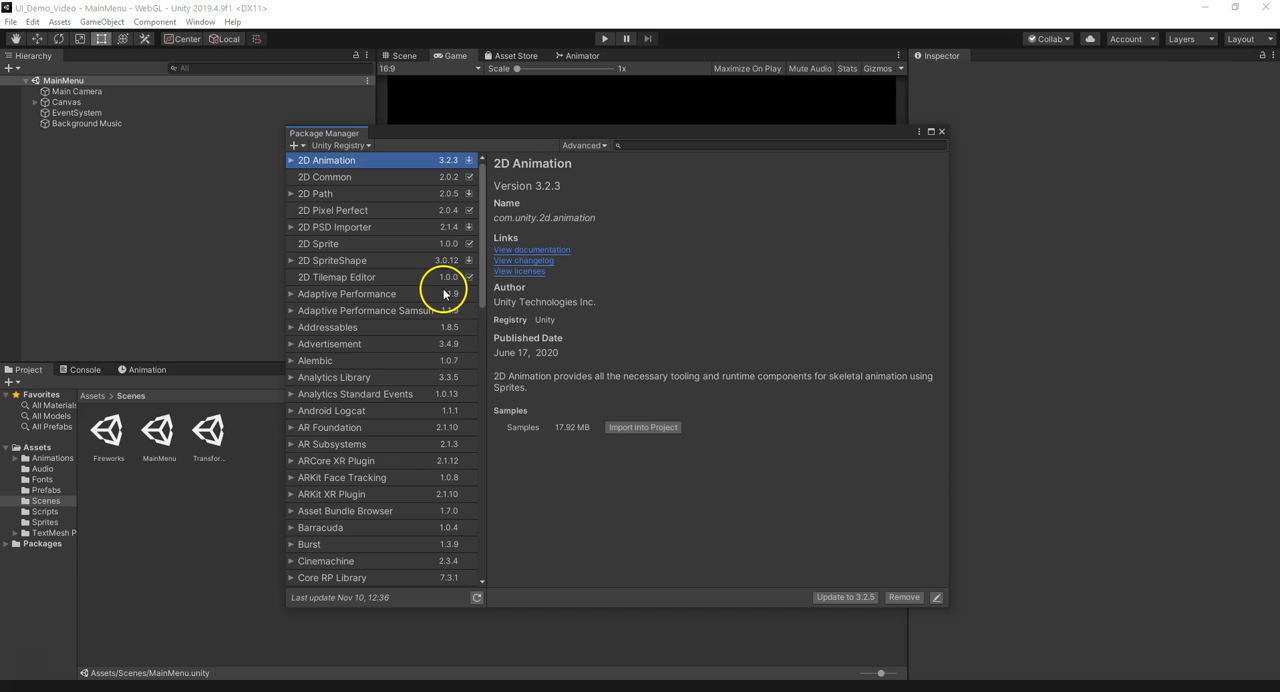 UI_Demo_Video - MainMenu - WebGL - Unity 2019.4.9f1 <DX11>
File Edit Assets GameObject Component Window Help
Center Local Collab Account Layers Layout
Hierarchy Scene Game Asset Store Animator Inspector
All 16:9 Scale 1x Maximize On Play Mute Audio Stats Gizmos
MainMenu
Main Camera
Canvas
EventSystem
Background Music
Package Manager
Unity Registry Advanced
2D Animation 3.2.3
2D Common 2.0.2
2D Path 2.0.5
2D Pixel Perfect 2.0.4
2D PSD Importer 2.1.4
2D Sprite 1.0.0
2D SpriteShape 3.0.12
2D Tilemap Editor 1.0.0
Adaptive Performance
Adaptive Performance Samsun
Addressables 1.8.5
Advertisement 3.4.9
Alembic 1.0.7
Analytics Library 3.3.5
Analytics Standard Events 1.0.13
Android Logcat 1.1.1
AR Foundation 2.1.10
AR Subsystems 2.1.3
ARCore XR Plugin 2.1.12
ARKit Face Tracking 1.0.8
ARKit XR Plugin 2.1.10
Asset Bundle Browser 1.7.0
Barracuda 1.0.4
Burst 1.3.9
Cinemachine 2.3.4
Core RP Library 7.3.1
Last update Nov 10, 12:36
2D Animation
Version 3.2.3
Name
com.unity.2d.animation
Links
View documentation
View changelog
View licenses
Author
Unity Technologies Inc.
Registry Unity
Published Date
June 17, 2020
2D Animation provides all the necessary tooling and runtime components for skeletal animation using
Sprites.
Samples
Samples 17.92 MB Import into Project
Update to 3.2.5 Remove
Project Console Animation
Favorites
All Materials
All Models
All Prefabs
Assets
Animations
Audio
Fonts
Prefabs
Scenes
Scripts
Sprites
TextMesh P
Packages
Assets > Scenes
Fireworks MainMenu Transfor...
Assets/Scenes/MainMenu.unity